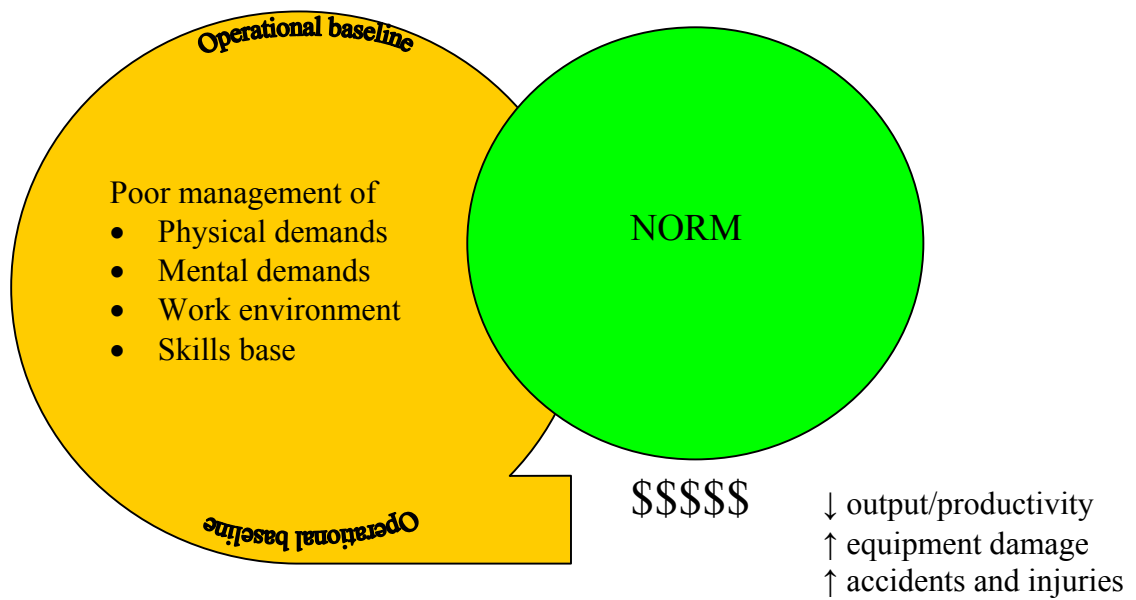 Operational baseline
Poor management of
• Physical demands
• Mental demands
• Work environment
• Skills base
NORM
Operational baseline
$$$$$
↓ output/productivity
↑ equipment damage
↑ accidents and injuries